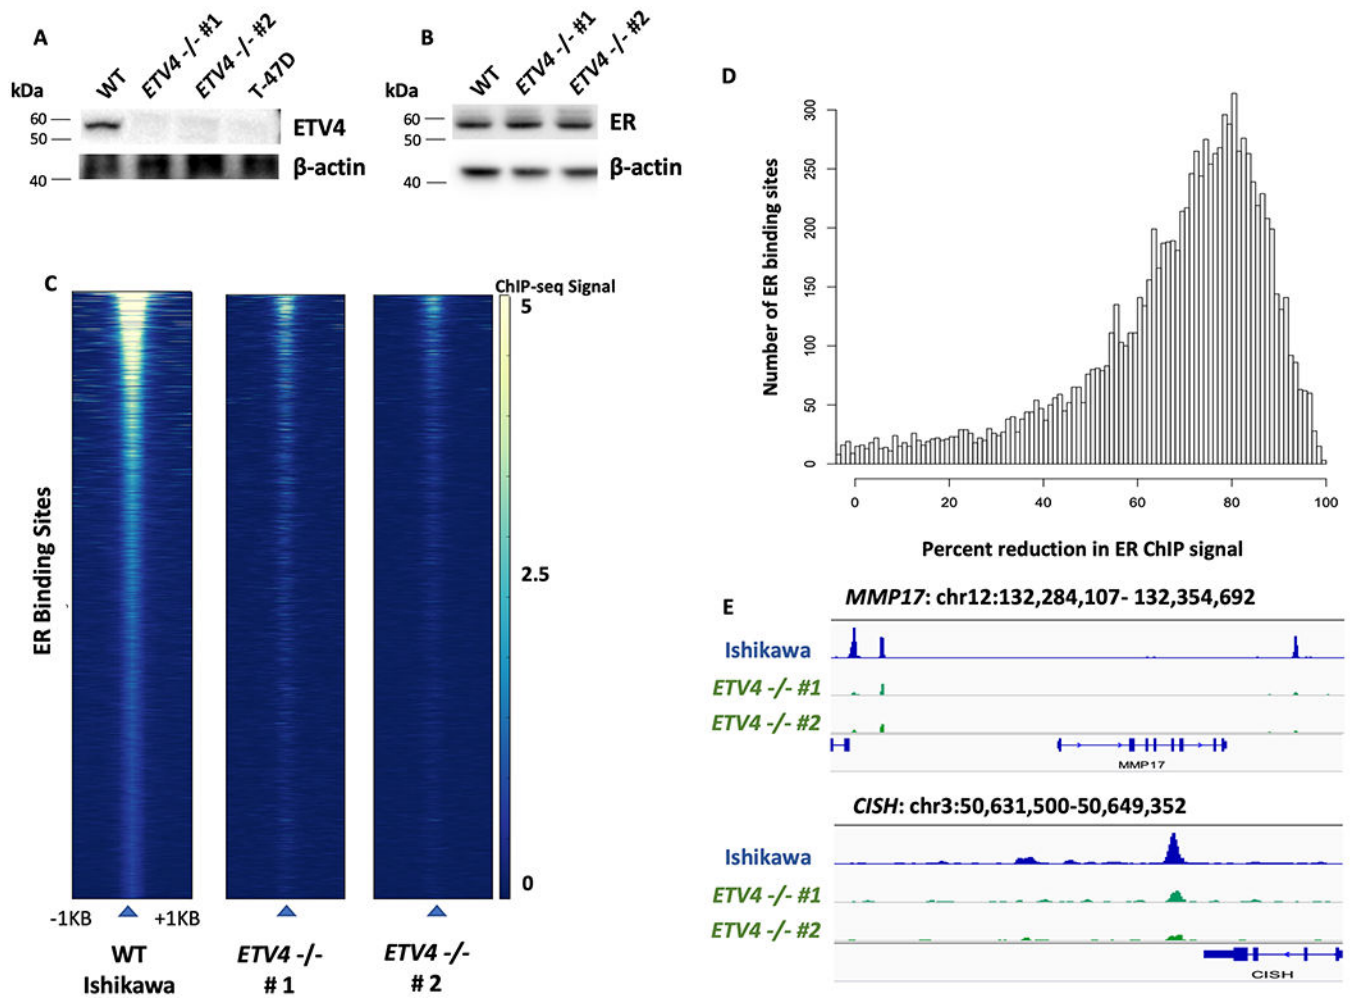 A
WT
ETV4 -/- #1
ETV4 -/- #2
T-47D
kDa
60
50
ETV4
40
β-actin
B
WT
ETV4 -/- #1
ETV4 -/- #2
kDa
60
50
ER
40
β-actin
C
ChIP-seq Signal
5
2.5
0
ER Binding Sites
-1KB
+1KB
WT
Ishikawa
ETV4 -/-
# 1
ETV4 -/-
# 2
D
Number of ER binding sites
300
250
200
150
100
50
0
0 20 40 60 80 100
Percent reduction in ER ChIP signal
E
MMP17: chr12:132,284,107- 132,354,692
Ishikawa
ETV4 -/- #1
ETV4 -/- #2
MMP17
CISH: chr3:50,631,500-50,649,352
Ishikawa
ETV4 -/- #1
ETV4 -/- #2
CISH